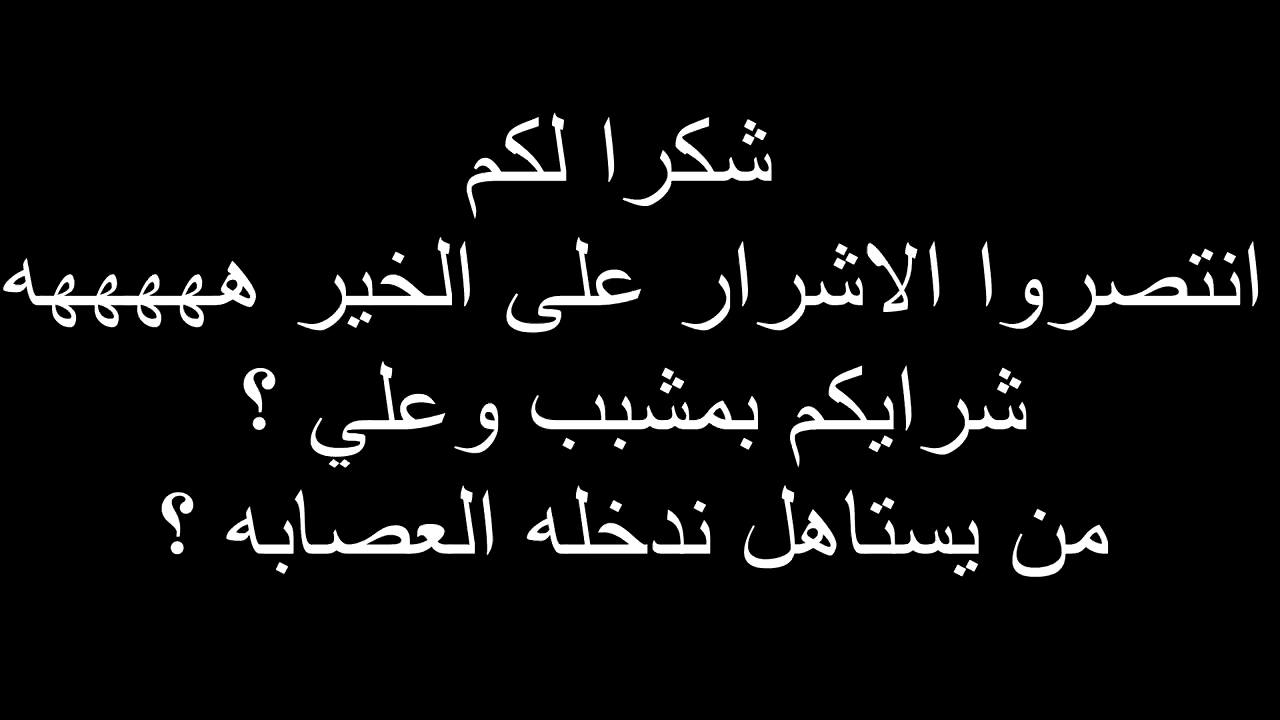 شكرا لكم
انتصروا الاشرار على الخير هههههه
شرايكم بمشبب وعلي ؟
من يستاهل ندخله العصابه ؟